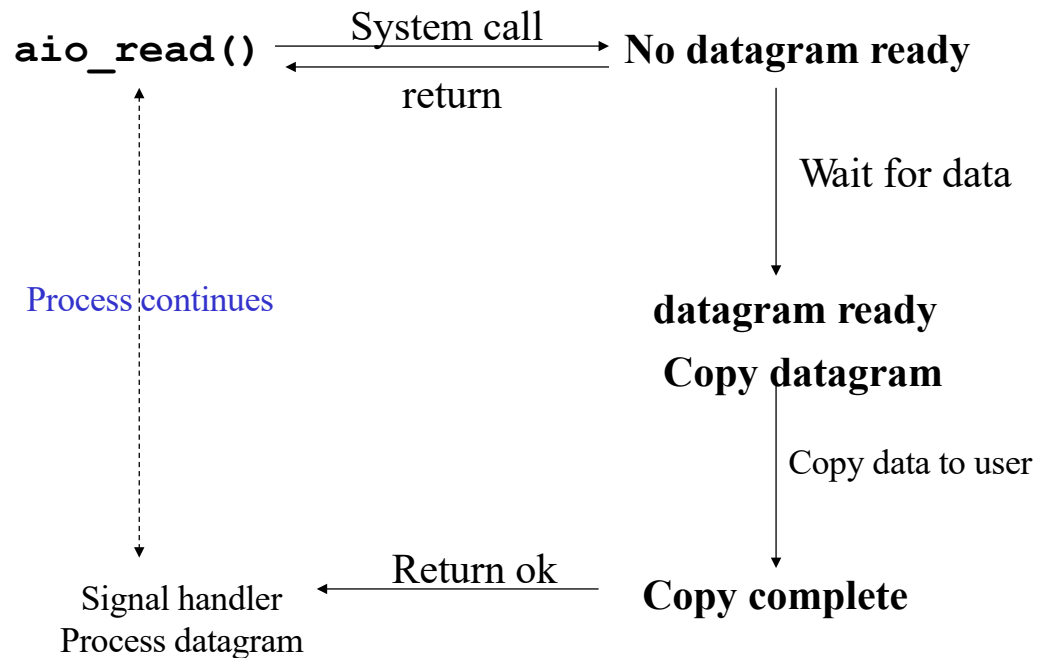 aio_read()
System call
No datagram ready
return
Wait for data
Process continues
datagram ready
Copy datagram
Copy data to user
Return ok
Copy complete
Signal handler
Process datagram